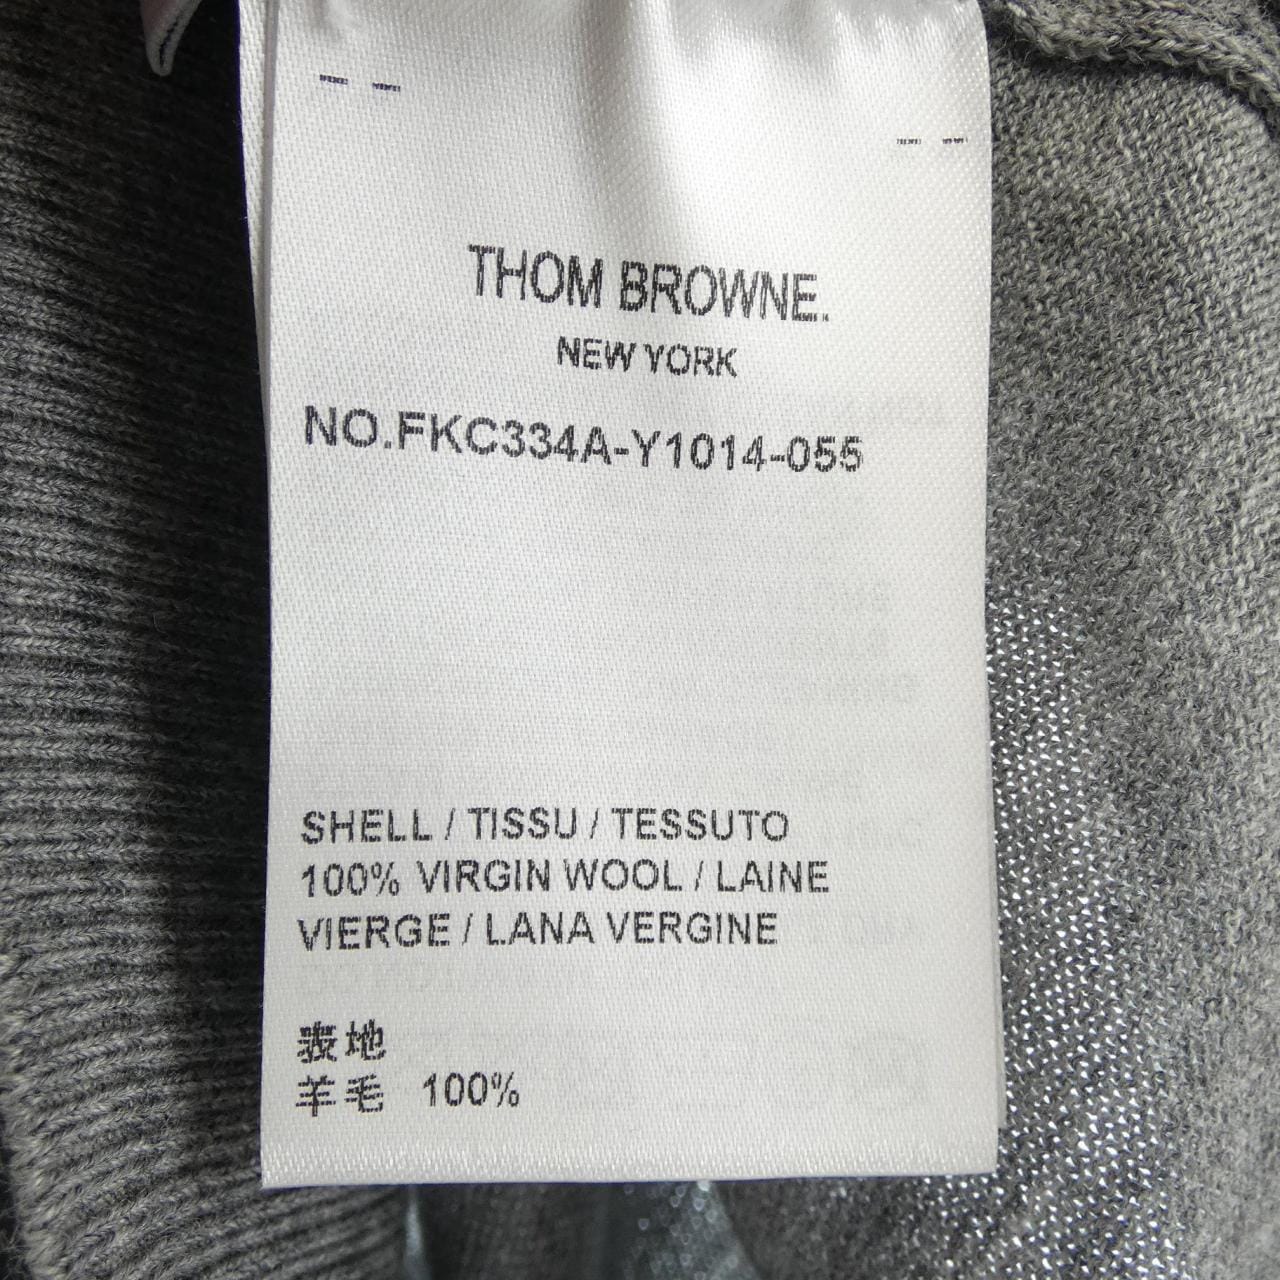 THOM BROWNE.
NEW YORK
NO.FKC334A-Y1014-055
SHELL / TISSU / TESSUTO
100% VIRGIN WOOL / LAINE
VIERGE / LANA VERGINE
表地
羊毛 100%